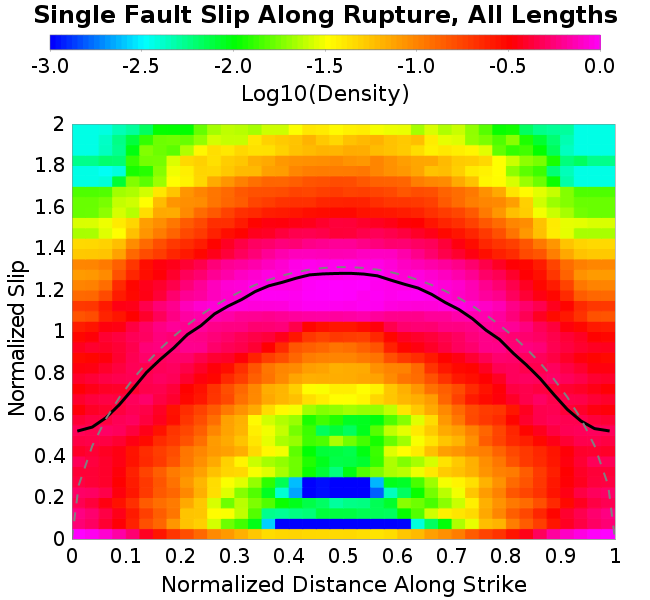 Single Fault Slip Along Rupture, All Lengths
-3.0 -2.5 -2.0 -1.5 -1.0 -0.5 0.0
Log10(Density)
2
1.8
1.6
1.4
1.2
1
0.8
0.6
0.4
0.2
0
Normalized Slip
0 0.1 0.2 0.3 0.4 0.5 0.6 0.7 0.8 0.9 1
Normalized Distance Along Strike